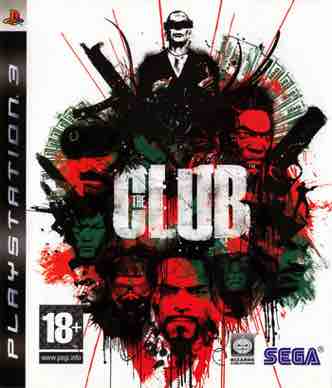 PLAYSTATION 3
THE
CLUB
18+
www.pegi.info
BIZARRE
CREATIONS
SEGA